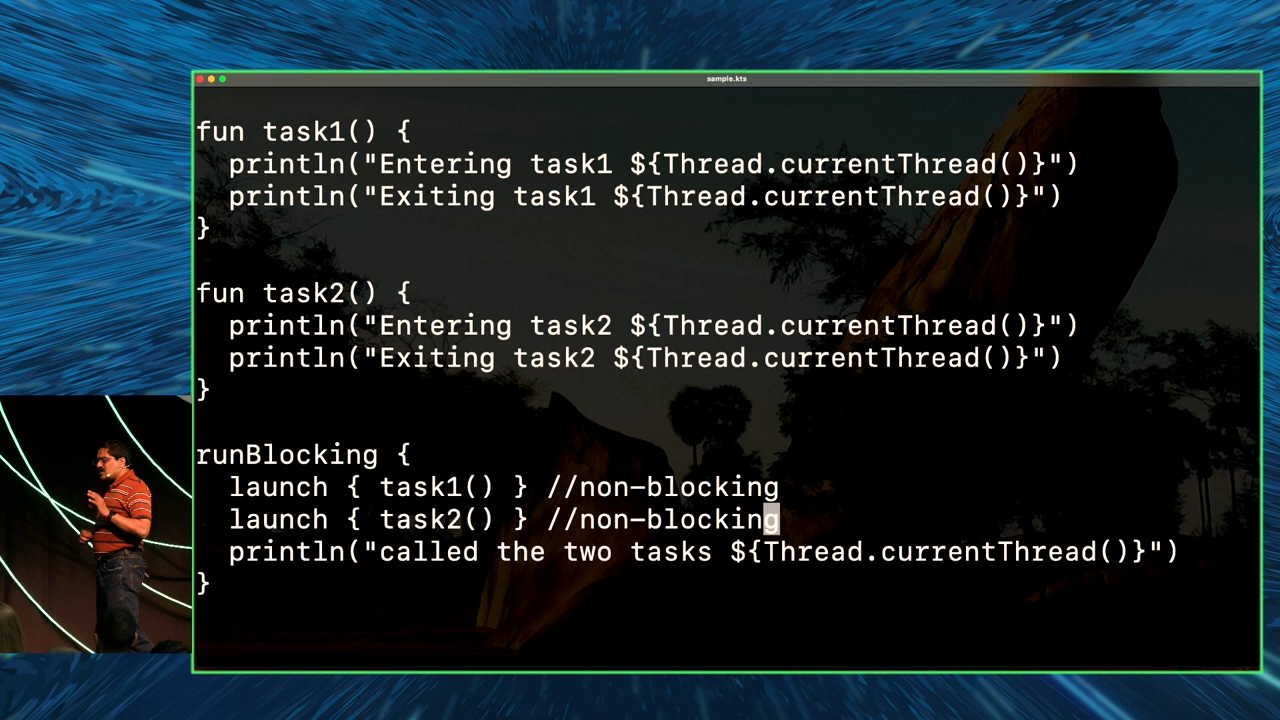 sample.kts
fun task1() {
  println("Entering task1 ${Thread.currentThread()}")
  println("Exiting task1 ${Thread.currentThread()}")
}
fun task2() {
  println("Entering task2 ${Thread.currentThread()}")
  println("Exiting task2 ${Thread.currentThread()}")
}
runBlocking {
  launch { task1() } //non-blocking
  launch { task2() } //non-blocking
  println("called the two tasks ${Thread.currentThread()}")
}